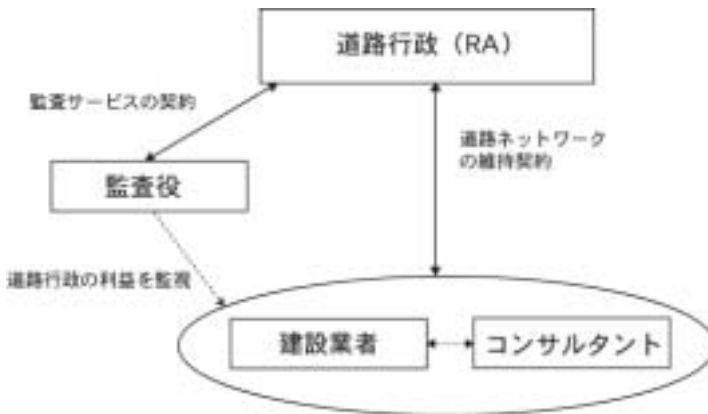 道路行政（RA）
監査サービスの契約
道路ネットワーク
の維持契約
監査役
道路行政の利益を監視
建設業者
コンサルタント